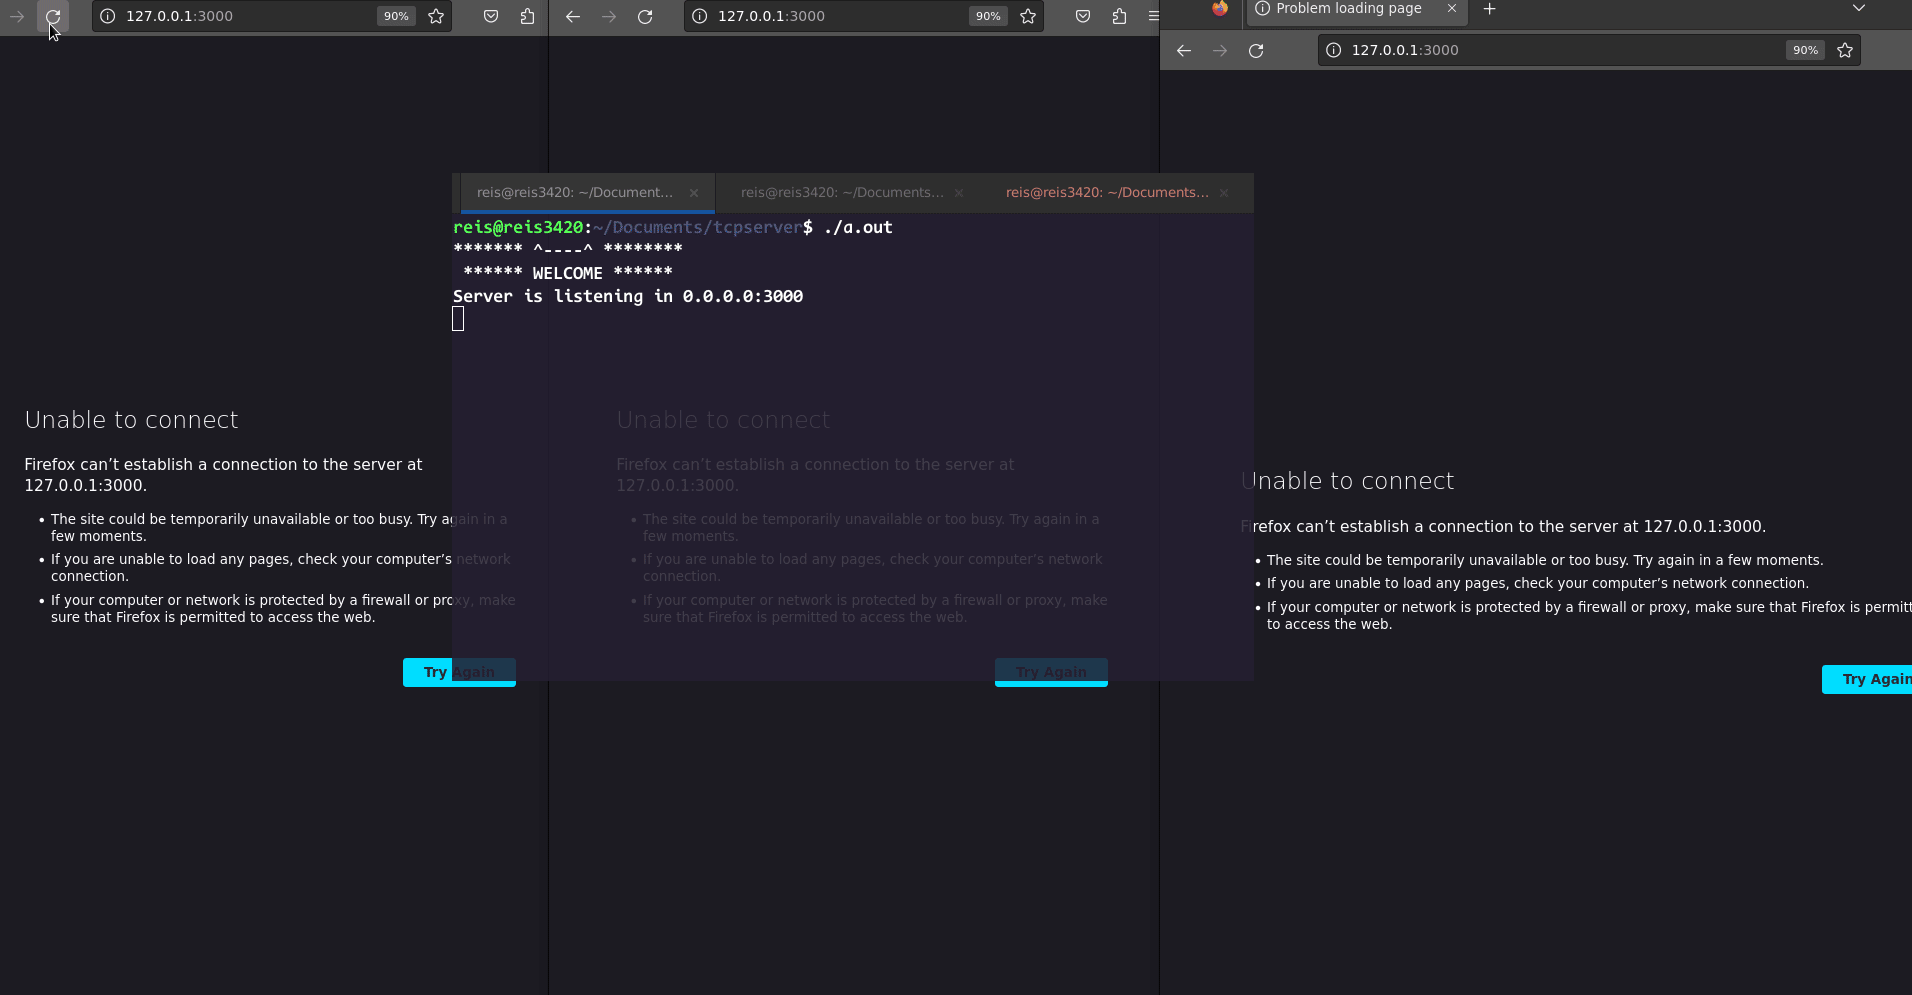 127.0.0.1:3000
90%
127.0.0.1:3000
90%
Problem loading page
127.0.0.1:3000
90%
reis@reis3420: ~/Document...
reis@reis3420: ~/Documents...
reis@reis3420: ~/Documents...
reis@reis3420:~/Documents/tcpserver$ ./a.out
******* ^----^ ********
****** WELCOME ******
Server is listening in 0.0.0.0:3000
Unable to connect
Firefox can’t establish a connection to the server at
127.0.0.1:3000.
• The site could be temporarily unavailable or too busy. Try again in a
few moments.
• If you are unable to load any pages, check your computer’s network
connection.
• If your computer or network is protected by a firewall or proxy, make
sure that Firefox is permitted to access the web.
Try Again
Unable to connect
Firefox can’t establish a connection to the server at
127.0.0.1:3000.
• The site could be temporarily unavailable or too busy. Try again in a
few moments.
• If you are unable to load any pages, check your computer’s network
connection.
• If your computer or network is protected by a firewall or proxy, make
sure that Firefox is permitted to access the web.
Try Again
Unable to connect
Firefox can’t establish a connection to the server at 127.0.0.1:3000.
• The site could be temporarily unavailable or too busy. Try again in a few moments.
• If you are unable to load any pages, check your computer’s network connection.
• If your computer or network is protected by a firewall or proxy, make sure that Firefox is permitt
to access the web.
Try Again